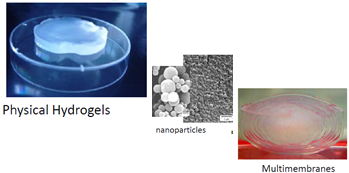 Physical Hydrogels
nanoparticles
Multimembranes